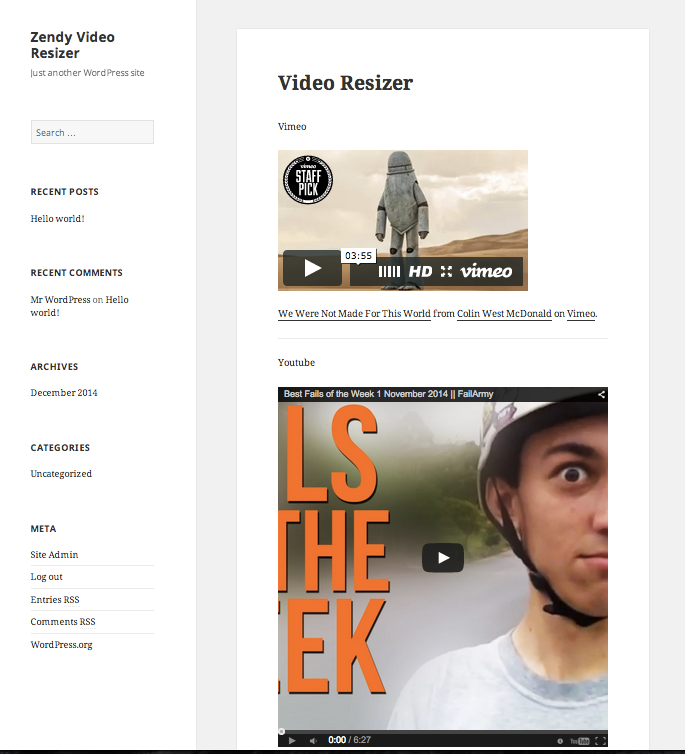 Zendy Video
Resizer
Just another WordPress site
Search ...
RECENT POSTS
Hello world!
RECENT COMMENTS
Mr WordPress on Hello
world!
ARCHIVES
December 2014
CATEGORIES
Uncategorized
META
Site Admin
Log out
Entries RSS
Comments RSS
WordPress.org
Video Resizer
Vimeo
vimeo
STAFF
PICK
03:55
HD vimeo
We Were Not Made For This World from Colin West McDonald on Vimeo.
Youtube
Best Fails of the Week 1 November 2014 || FailArmy
LS
THE
EEK
0:00 / 6:27
YouTube